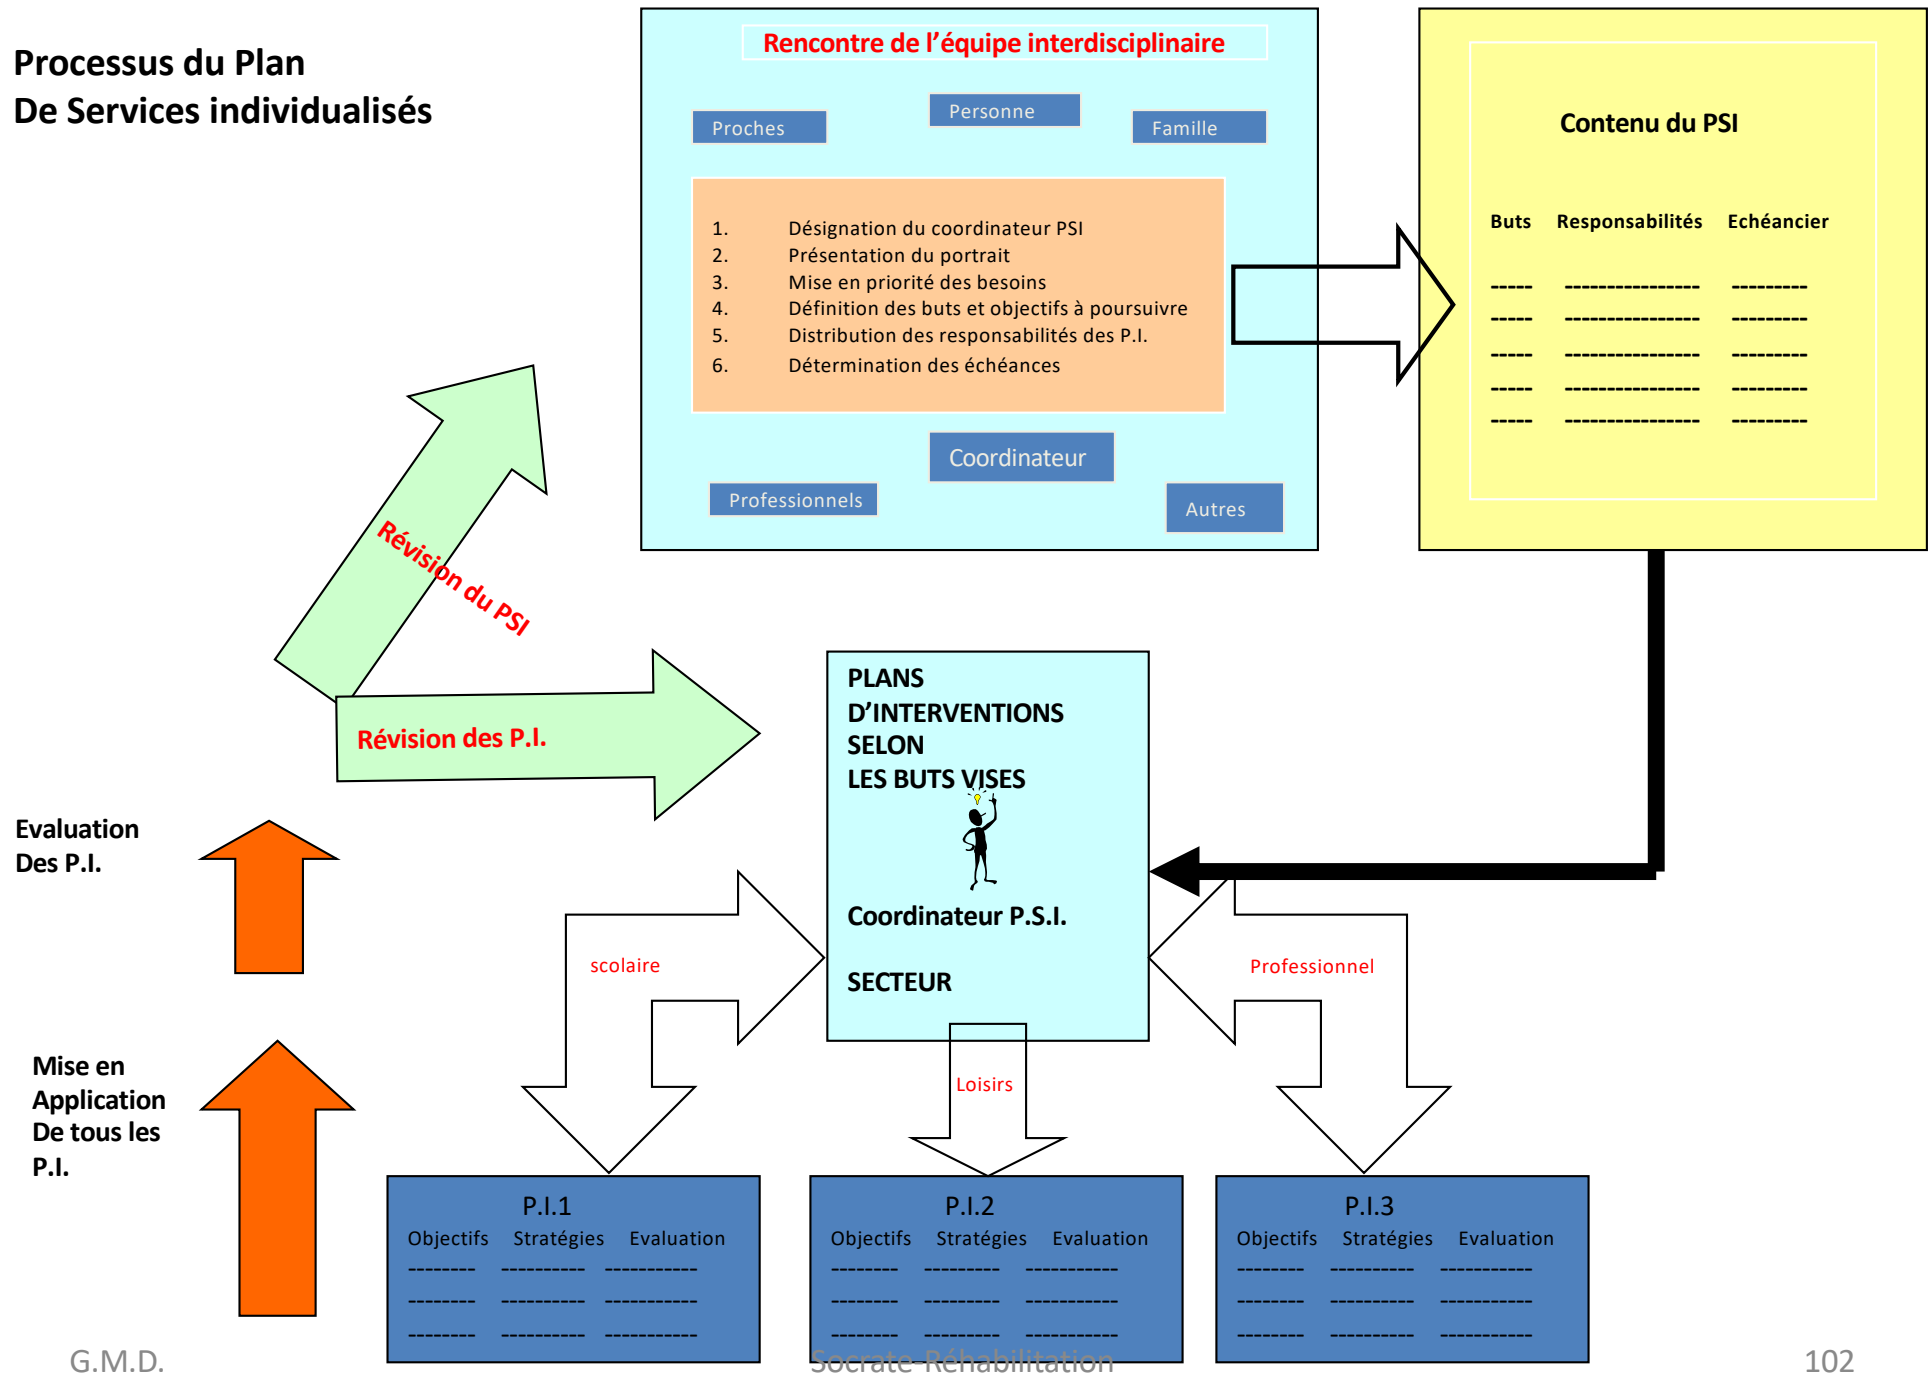 Processus du Plan
De Services individualisés
Rencontre de l’équipe interdisciplinaire
Proches
Personne
Famille
1. Désignation du coordinateur PSI
2. Présentation du portrait
3. Mise en priorité des besoins
4. Définition des buts et objectifs à poursuivre
5. Distribution des responsabilités des P.I.
6. Détermination des échéances
Coordinateur
Professionnels
Autres
Contenu du PSI
Buts Responsabilités Echéancier
----- ---------------- ---------
----- ---------------- ---------
----- ---------------- ---------
----- ---------------- ---------
----- ---------------- ---------
Révision du PSI
Révision des P.I.
PLANS
D’INTERVENTIONS
SELON
LES BUTS VISES
Coordinateur P.S.I.
SECTEUR
Evaluation
Des P.I.
scolaire
Professionnel
Loisirs
Mise en
Application
De tous les
P.I.
P.I.1
Objectifs Stratégies Evaluation
-------- ---------- -----------
-------- ---------- -----------
-------- ---------- -----------
P.I.2
Objectifs Stratégies Evaluation
-------- --------- -----------
-------- --------- -----------
-------- --------- -----------
P.I.3
Objectifs Stratégies Evaluation
-------- ---------- -----------
-------- ---------- -----------
-------- ---------- -----------
G.M.D.
Socrate-Réhabilitation
102